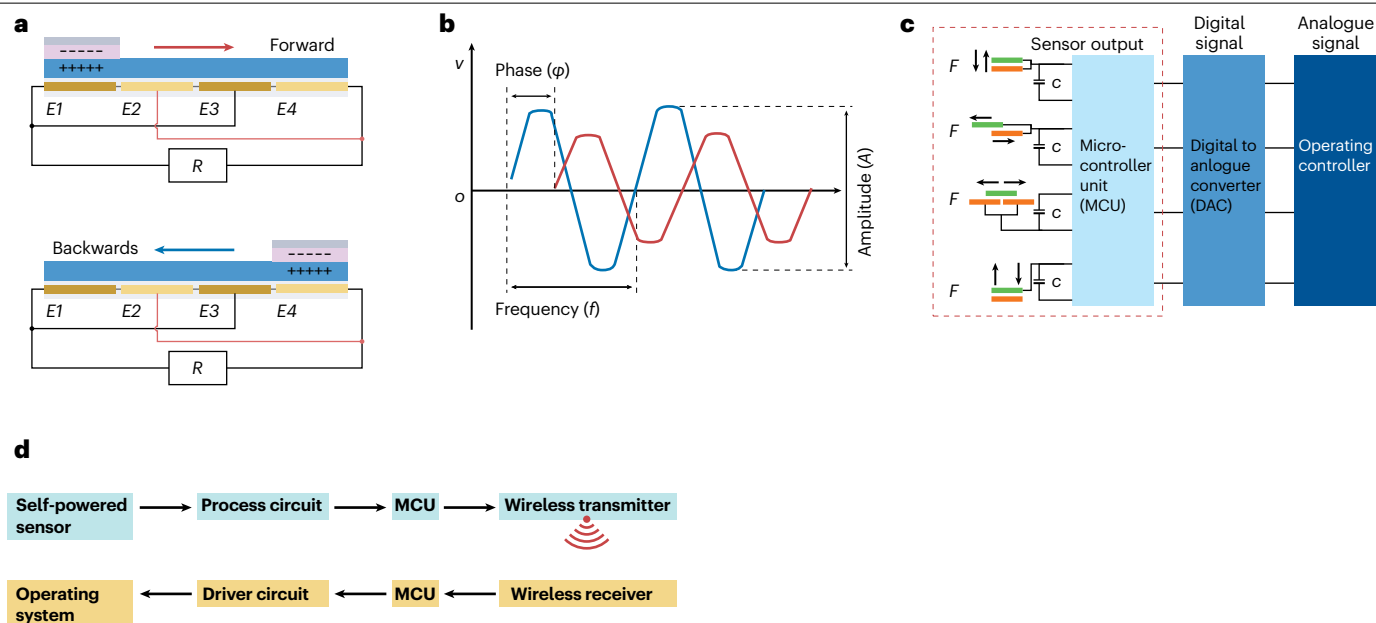 a
Forward
-----
+++++
E1 E2 E3 E4
R
Backwards
-----
+++++
E1 E2 E3 E4
R
b
v
Phase (φ)
o
Amplitude (A)
Frequency (f)
c
Sensor output
Digital
signal
Analogue
signal
F
C
F
C
F
C
F
C
Micro-
controller
unit
(MCU)
Digital to
anlogue
converter
(DAC)
Operating
controller
d
Self-powered
sensor
Process circuit
MCU
Wireless transmitter
Operating
system
Driver circuit
MCU
Wireless receiver